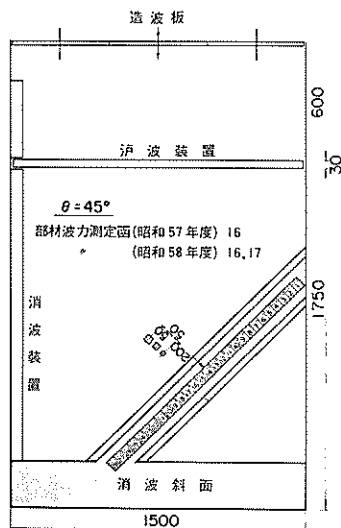 造波板
沪波装置
600
30
θ=45°
部材波力測定函(昭和57年度) 16
〃 (昭和58年度) 16,17
消波装置
1750
200
消波斜面
1500